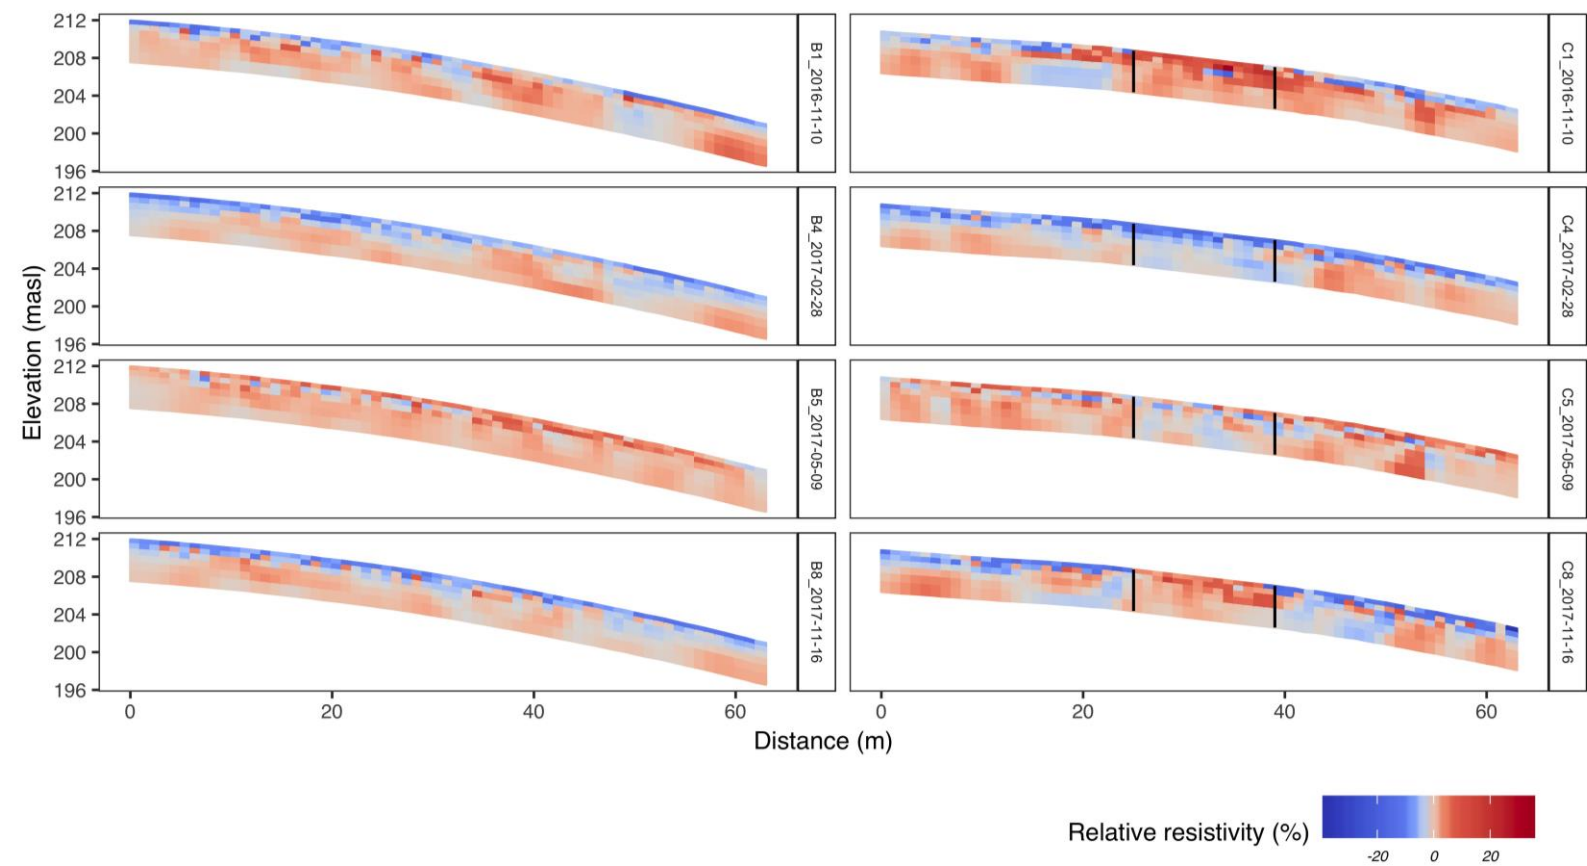 212
208
204
200
196
B1_2016-11-10
C1_2016-11-10
212
208
204
200
196
B4_2017-02-28
C4_2017-02-28
Elevation (masl)
212
208
204
200
196
B5_2017-05-09
C5_2017-05-09
212
208
204
200
196
B8_2017-11-16
C8_2017-11-16
0 20 40 60
0 20 40 60
Distance (m)
Relative resistivity (%)
-20 0 20